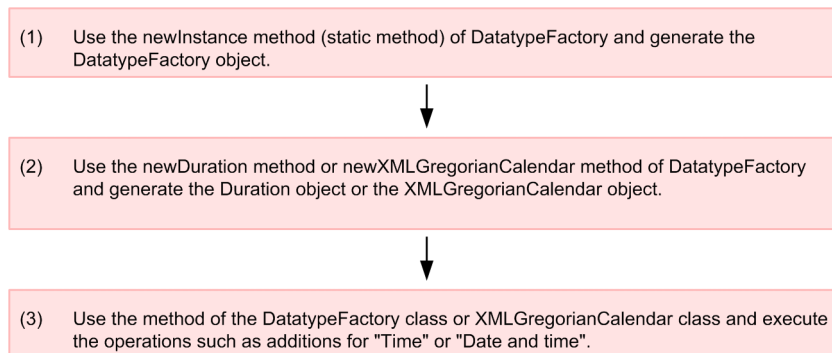 (1) Use the newInstance method (static method) of DatatypeFactory and generate the
DatatypeFactory object.
(2) Use the newDuration method or newXMLGregorianCalendar method of DatatypeFactory
and generate the Duration object or the XMLGregorianCalendar object.
(3) Use the method of the DatatypeFactory class or XMLGregorianCalendar class and execute
the operations such as additions for "Time" or "Date and time".